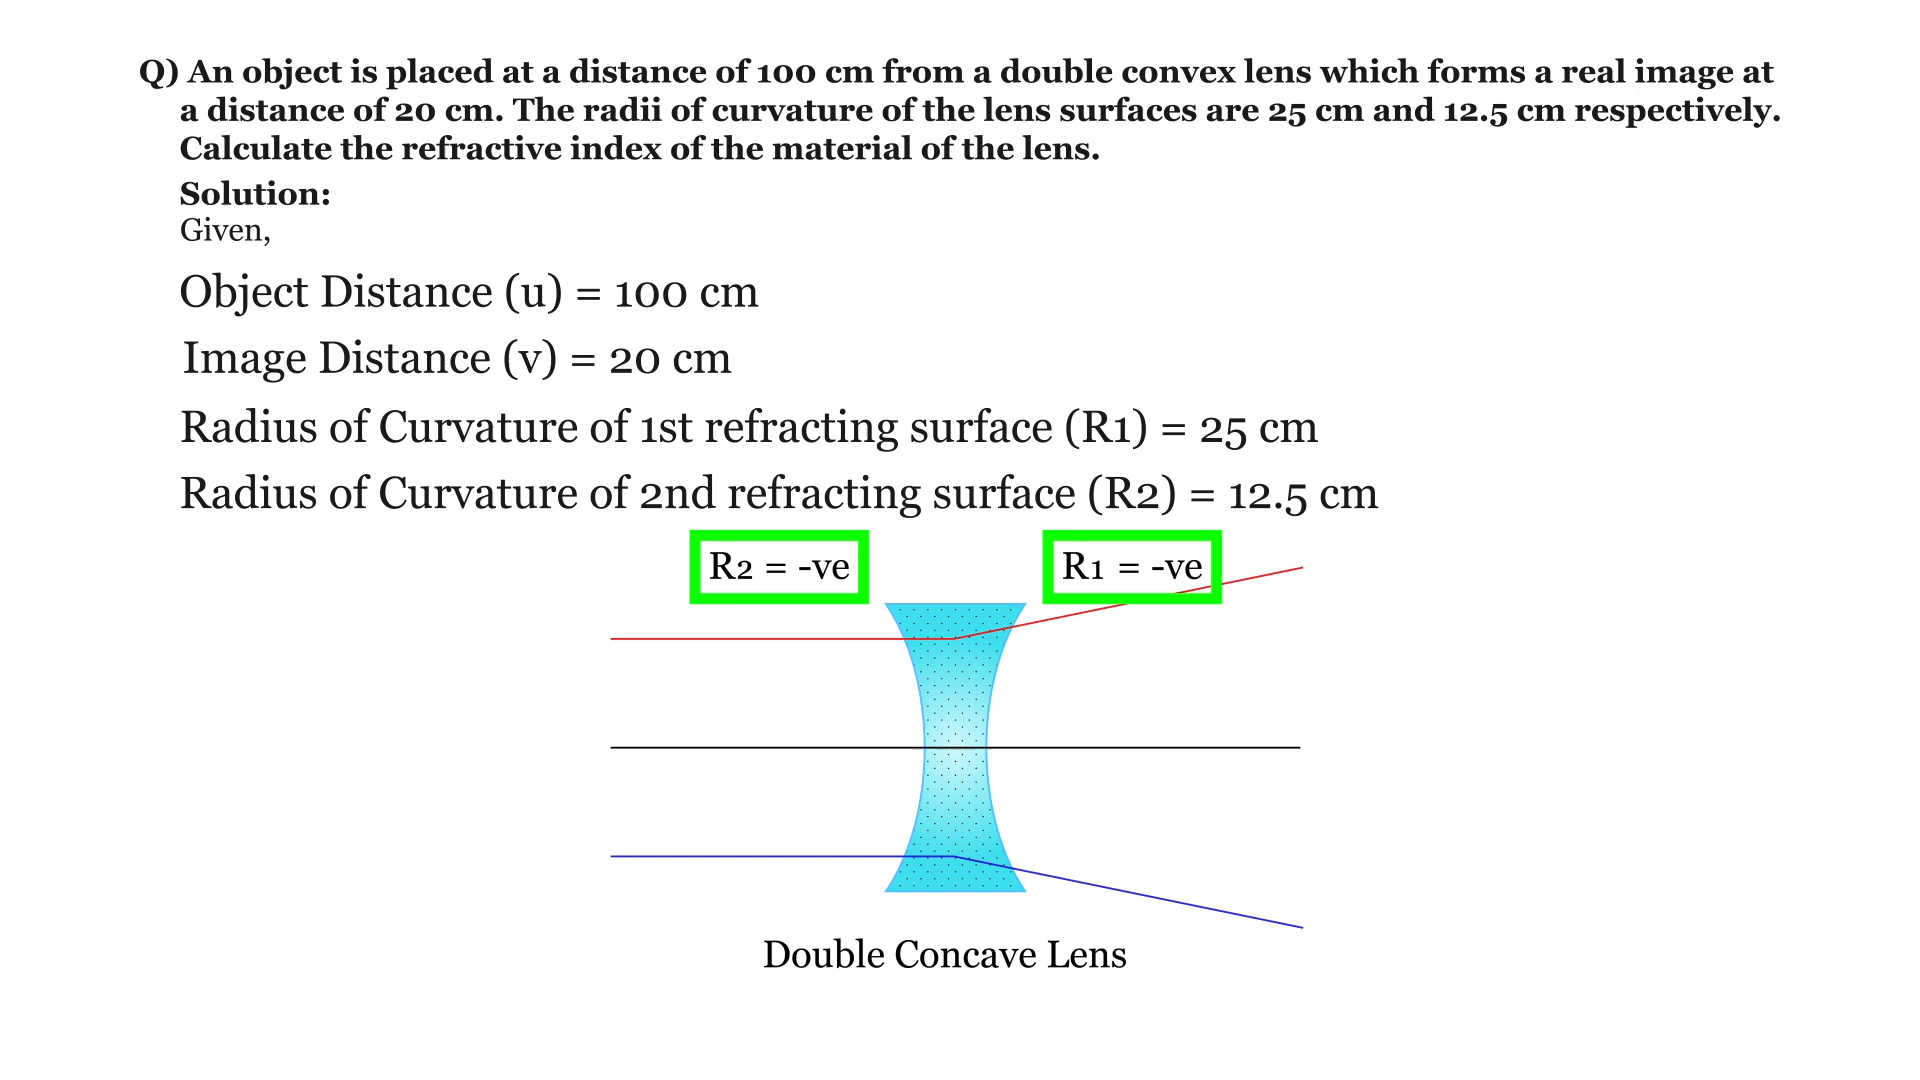 Q) An object is placed at a distance of 100 cm from a double convex lens which forms a real image at
a distance of 20 cm. The radii of curvature of the lens surfaces are 25 cm and 12.5 cm respectively.
Calculate the refractive index of the material of the lens.
Solution:
Given,
Object Distance (u) = 100 cm
Image Distance (v) = 20 cm
Radius of Curvature of 1st refracting surface (R1) = 25 cm
Radius of Curvature of 2nd refracting surface (R2) = 12.5 cm
R2 = -ve
R1 = -ve
Double Concave Lens